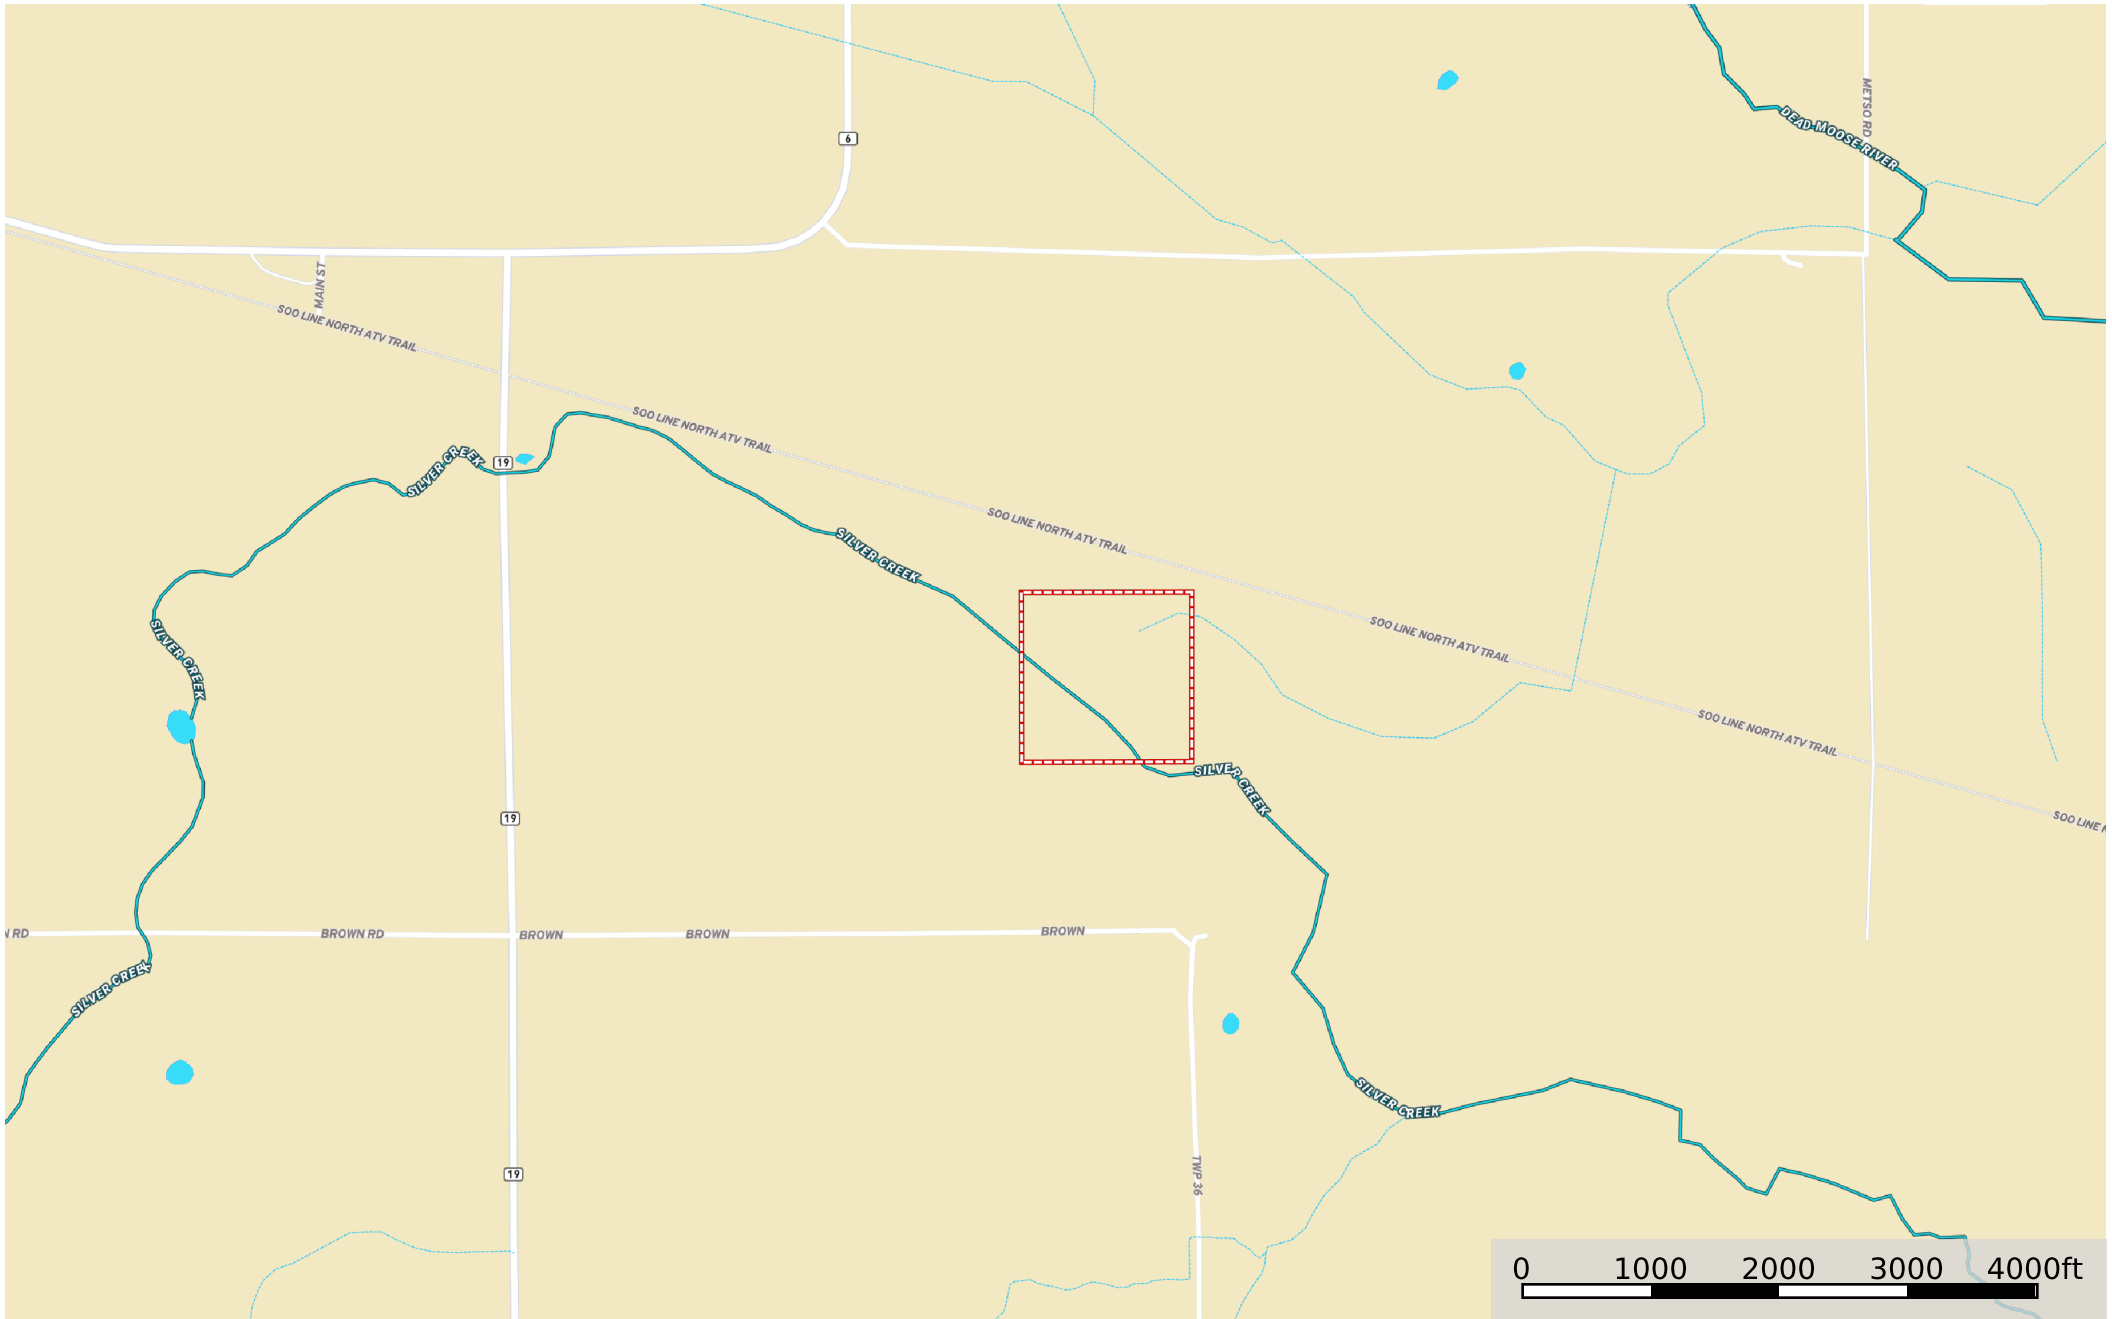 METSO RD
DEAD MOOSE RIVER
6
MAIN ST
SOO LINE NORTH ATV TRAIL
SOO LINE NORTH ATV TRAIL
SILVER CREEK
19
SOO LINE NORTH ATV TRAIL
SILVER CREEK
SILVER CREEK
SOO LINE NORTH ATV TRAIL
SOO LINE NORTH ATV TRAIL
SILVER CREEK
19
SOO LINE N
N RD
BROWN RD
BROWN
BROWN
BROWN
SILVER CREEK
SILVER CREEK
TWP 36
19
0 1000 2000 3000 4000ft